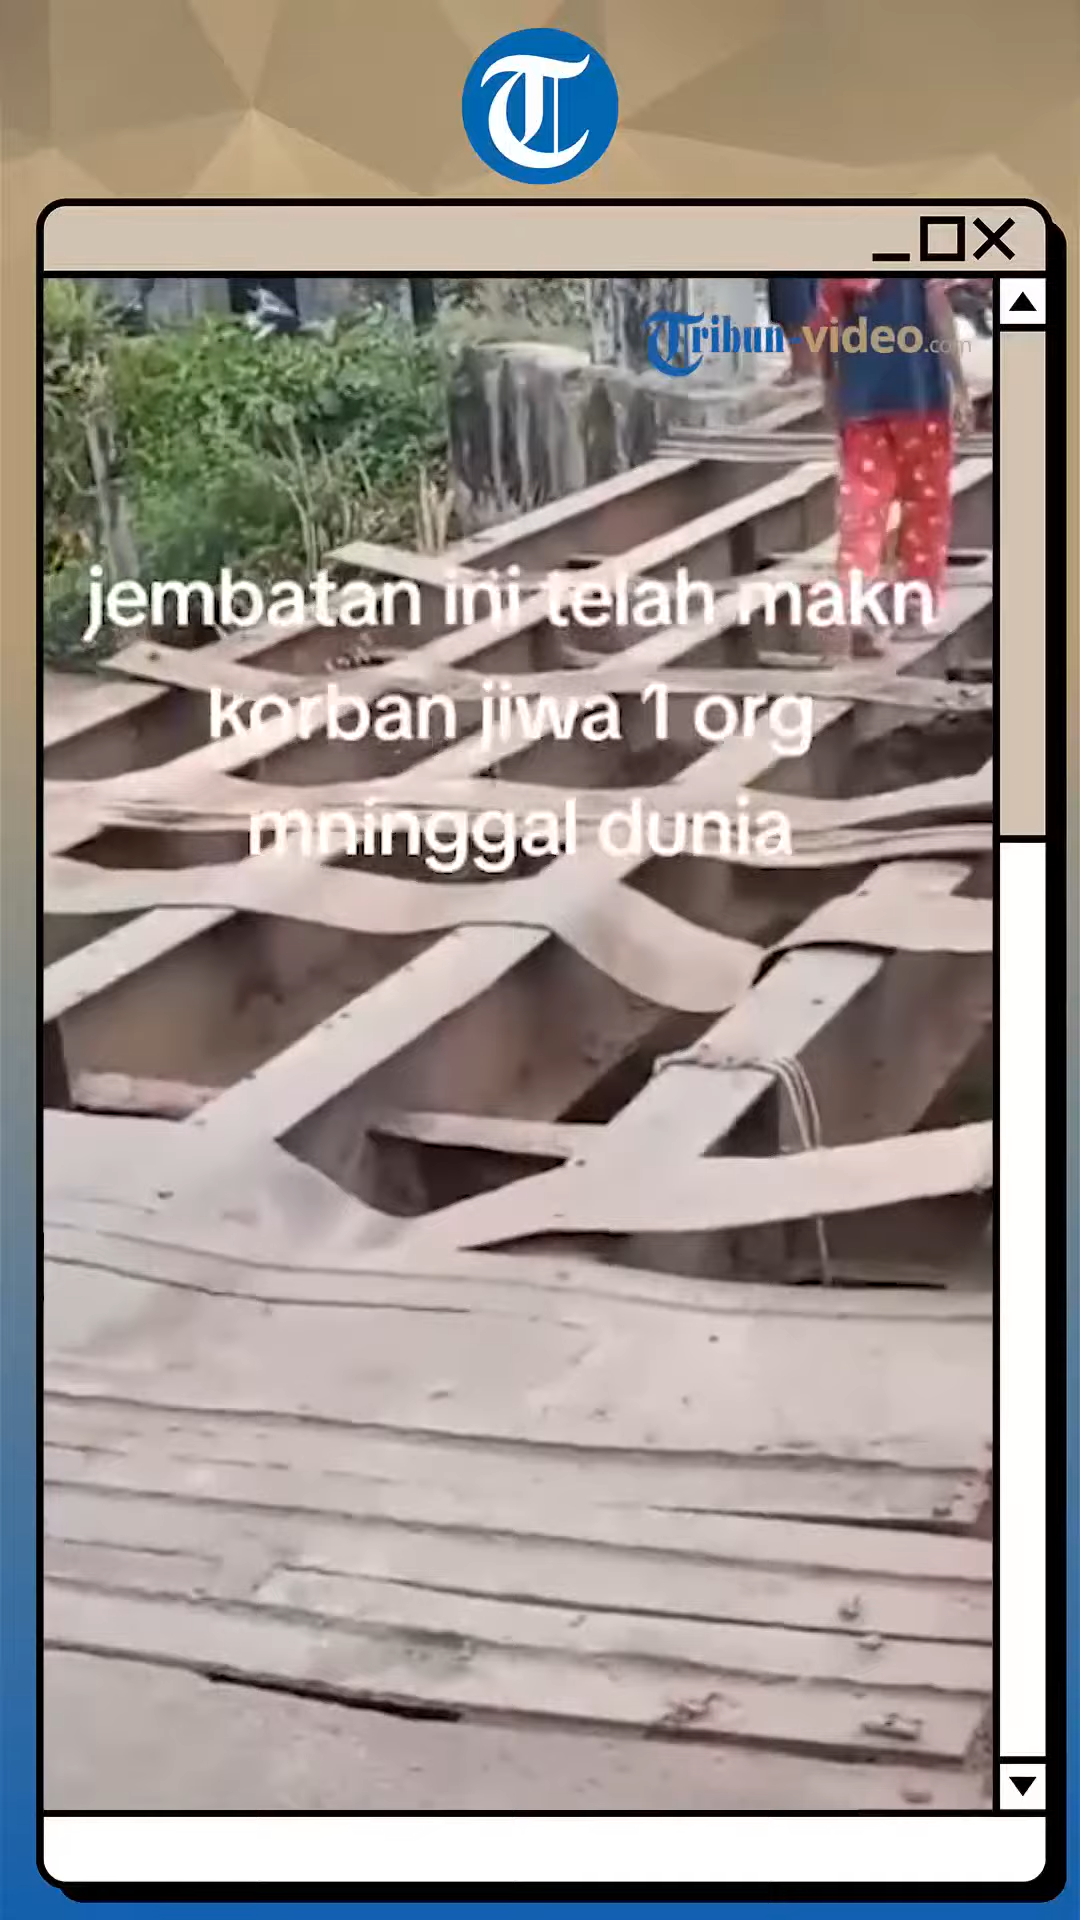 T
Tribun-video.com
jembatan ini telah makn
korban jiwa 1 org
mninggal dunia